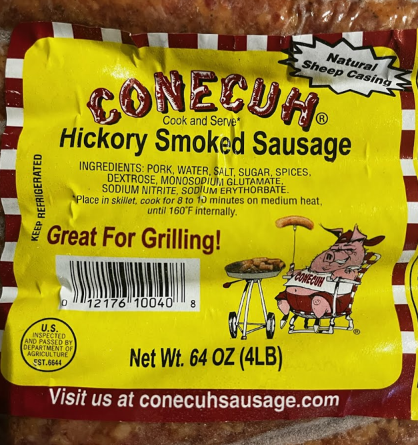 Natural
Sheep Casing
CONECUH®
Cook and Serve*
Hickory Smoked Sausage
INGREDIENTS: PORK, WATER, SALT, SUGAR, SPICES,
DEXTROSE, MONOSODIUM GLUTAMATE,
SODIUM NITRITE, SODIUM ERYTHORBATE.
*Place in skillet, cook for 8 to 10 minutes on medium heat,
until 160°F internally.
KEEP REFRIGERATED
Great For Grilling!
CONECUH
®
0 12176 10040 8
U.S.
INSPECTED
AND PASSED BY
DEPARTMENT OF
AGRICULTURE
EST.6644
Net Wt. 64 OZ (4LB)
Visit us at conecuhsausage.com